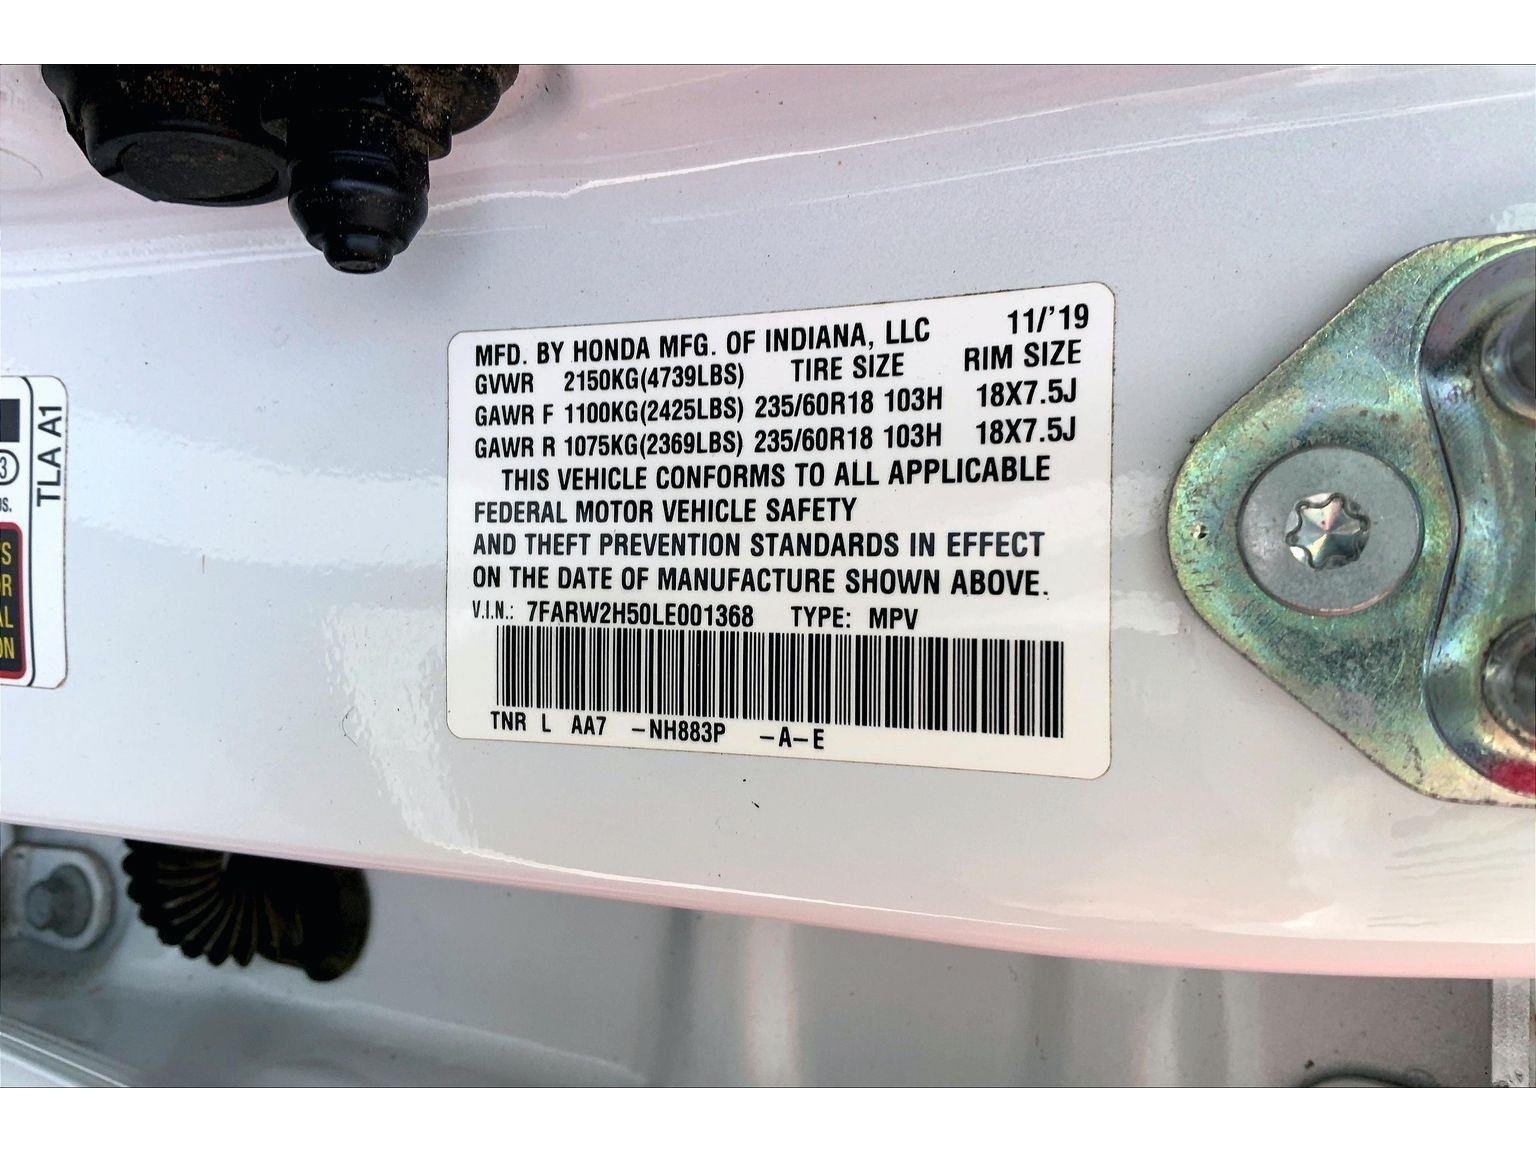 MFD. BY HONDA MFG. OF INDIANA, LLC 11/'19
GVWR 2150KG(4739LBS) TIRE SIZE RIM SIZE
GAWR F 1100KG(2425LBS) 235/60R18 103H 18X7.5J
GAWR R 1075KG(2369LBS) 235/60R18 103H 18X7.5J
THIS VEHICLE CONFORMS TO ALL APPLICABLE
FEDERAL MOTOR VEHICLE SAFETY
AND THEFT PREVENTION STANDARDS IN EFFECT
ON THE DATE OF MANUFACTURE SHOWN ABOVE.
V.I.N.: 7FARW2H50LE001368 TYPE: MPV
TNR L AA7 -NH883P -A-E
TLA A1